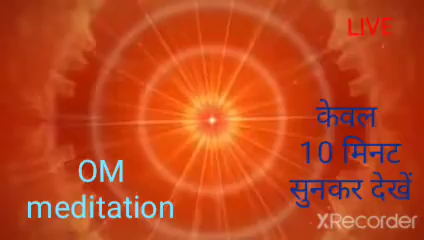 LIVE
केवल
10 मिनट
सुनकर देखें
OM
meditation
XRecorder